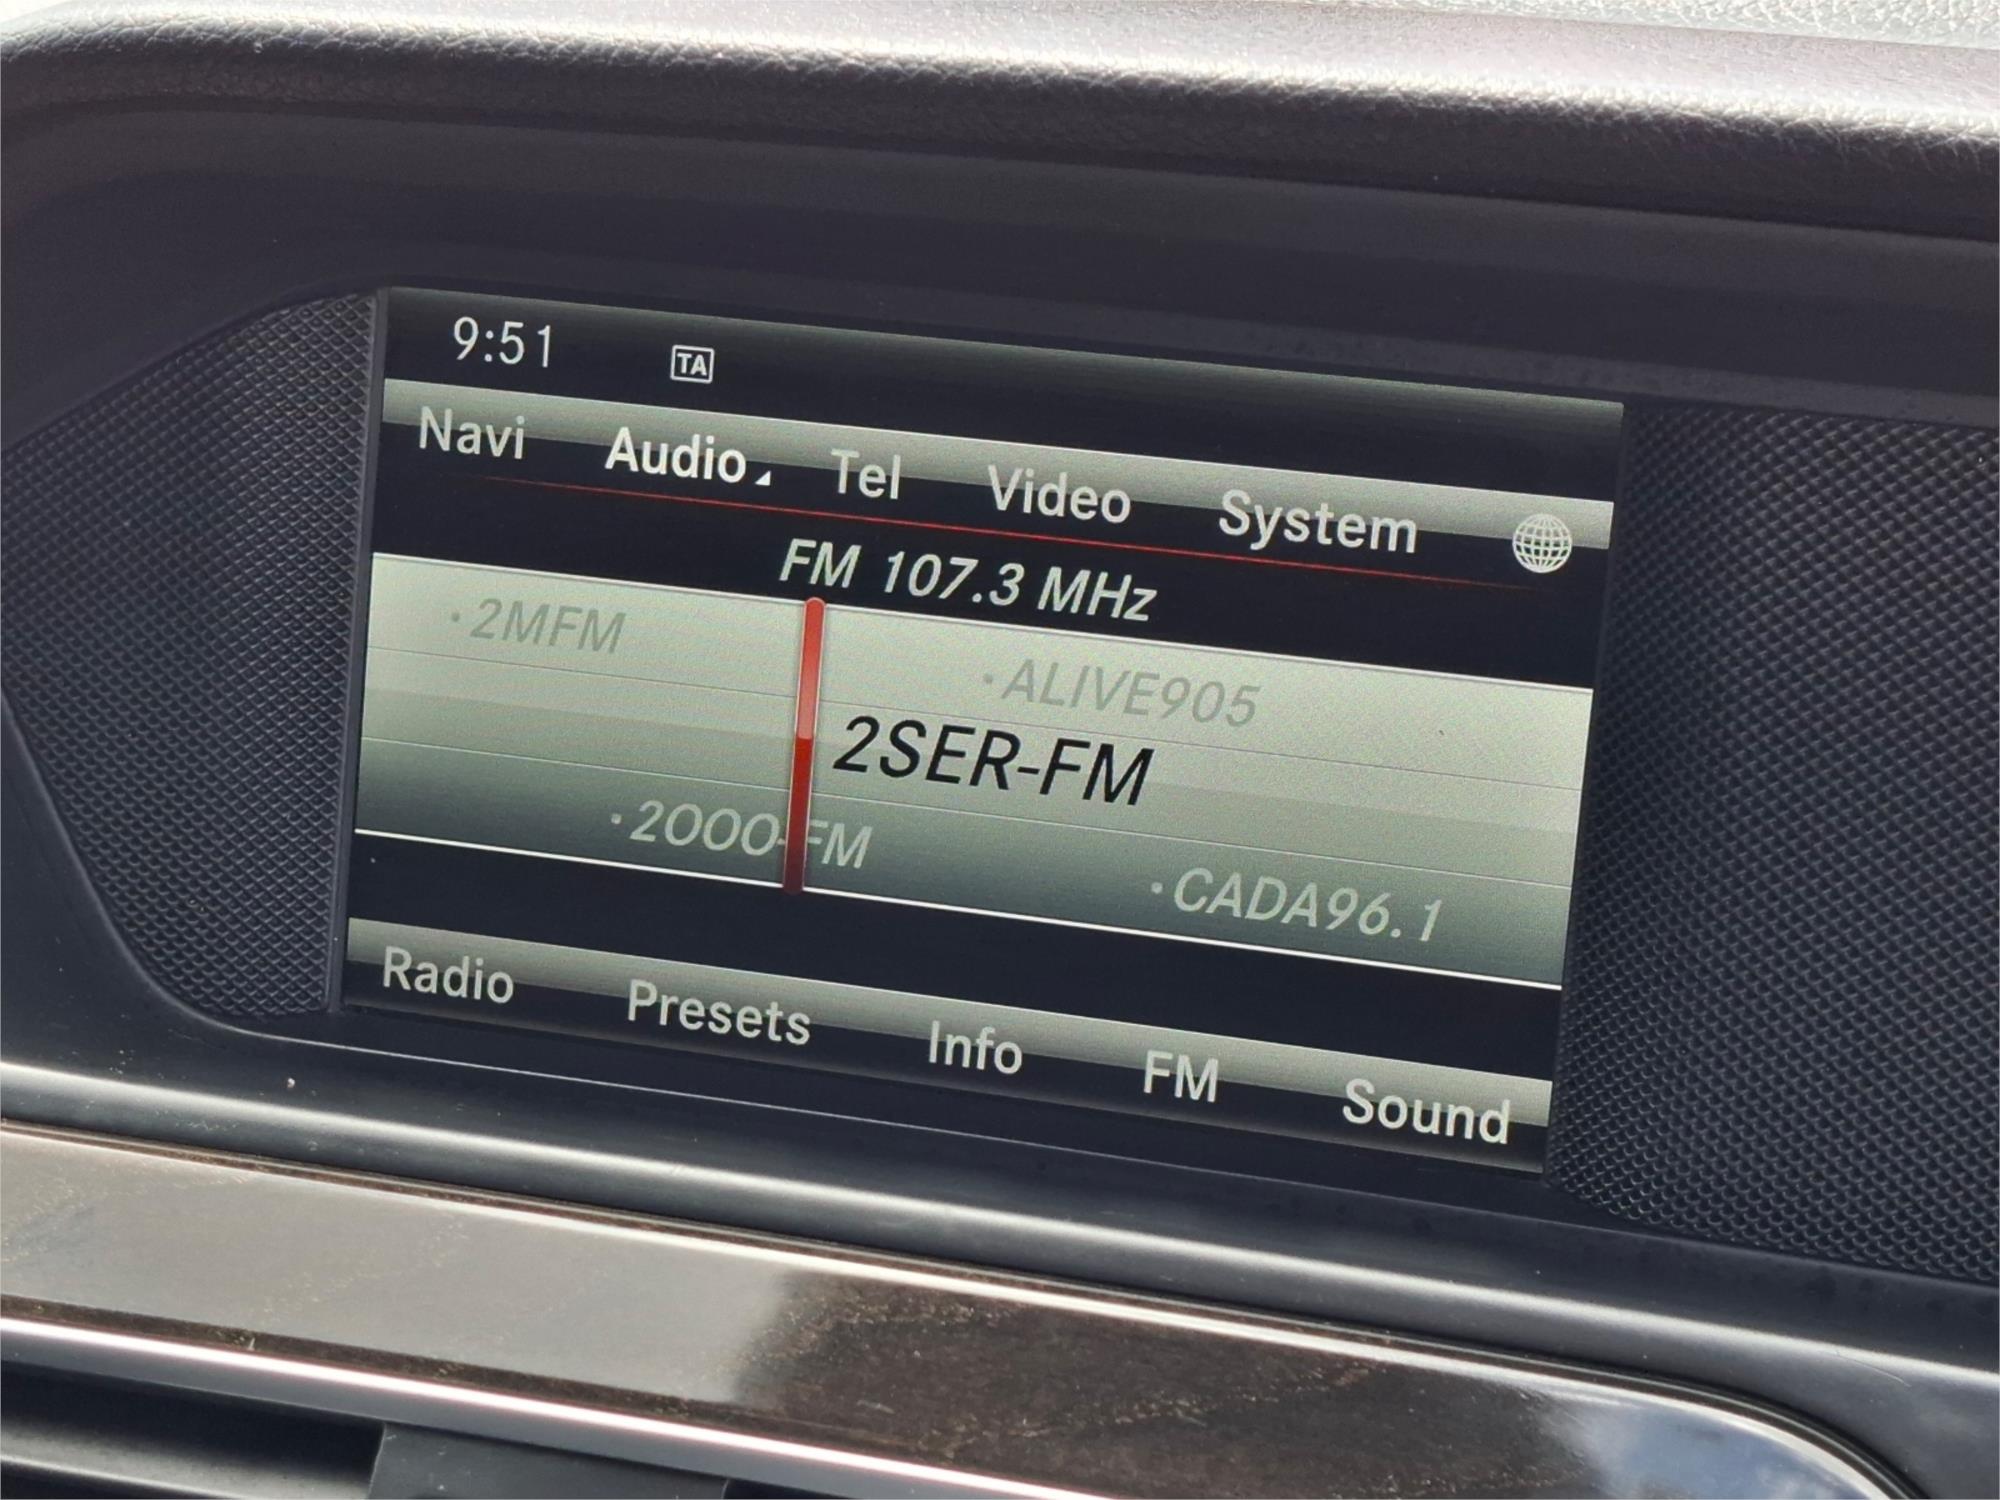 9:51 TA
Navi Audio Tel Video System
FM 107.3 MHz
·2MFM
·ALIVE905
2SER-FM
·2OOO-FM
·CADA96.1
Radio Presets Info FM Sound